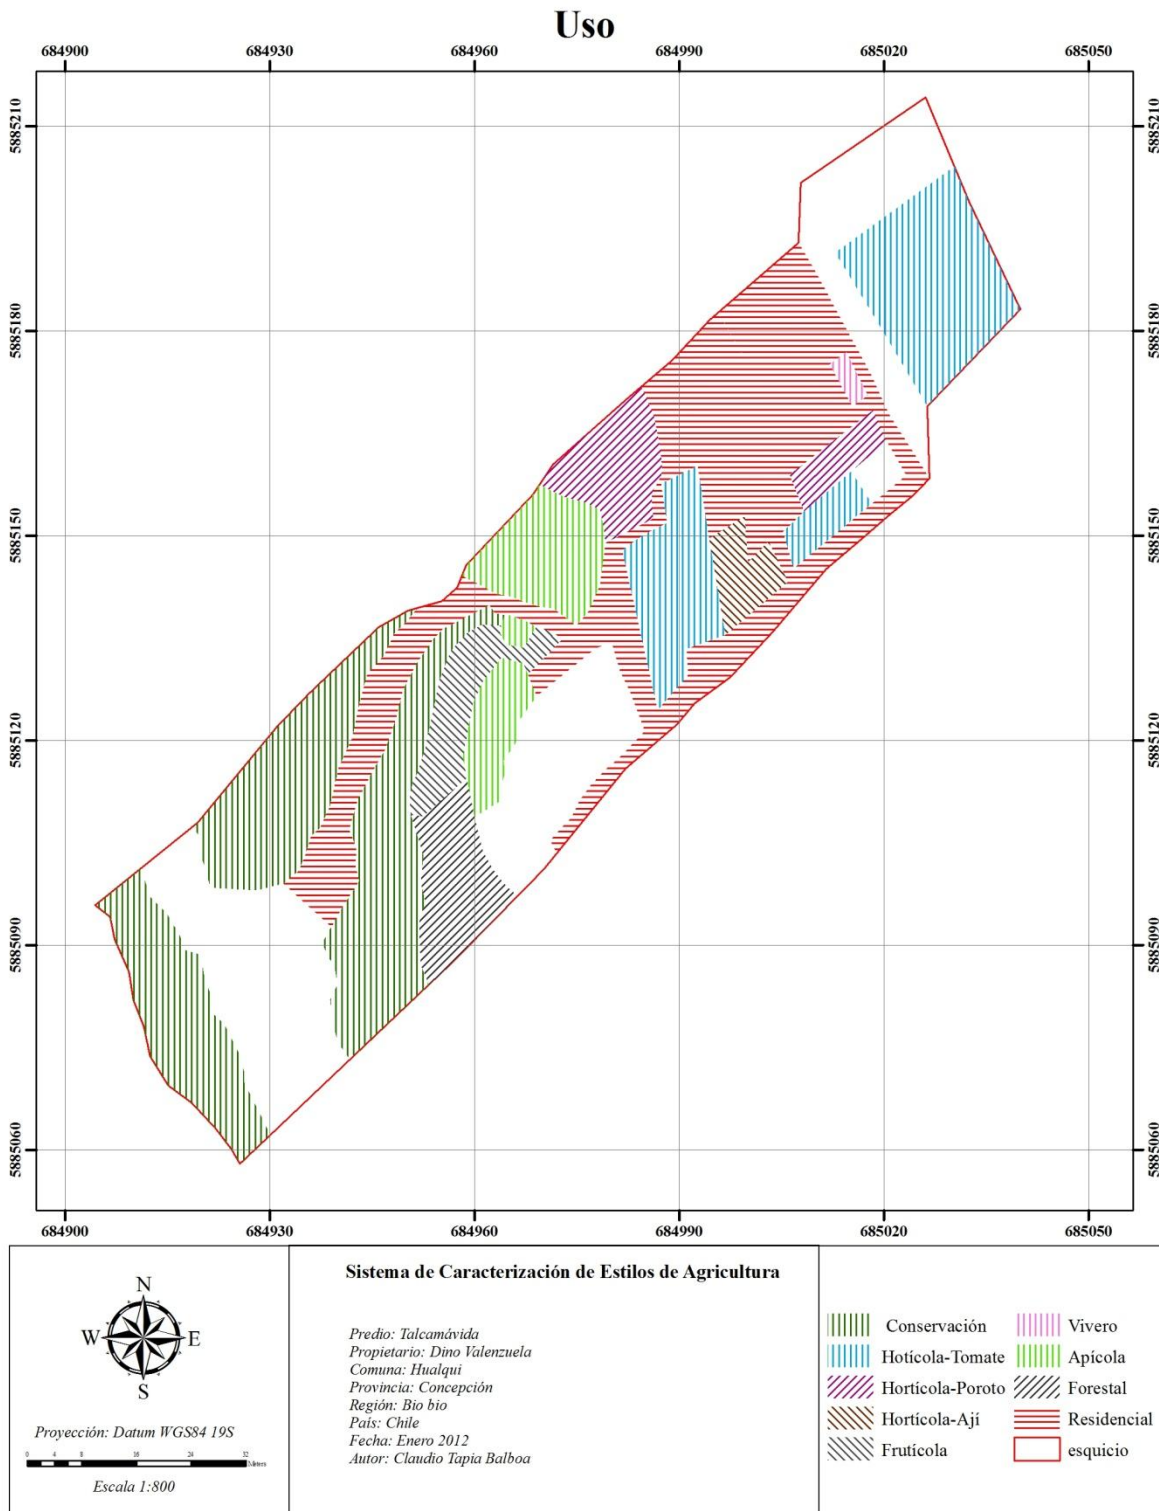 Uso
684900 684930 684960 684990 685020 685050
5885210 5885210
5885180 5885180
5885150 5885150
5885120 5885120
5885090 5885090
5885060 5885060
684900 684930 684960 684990 685020 685050
N
W E
S
Proyección: Datum WGS84 19S
0 4 8 16 24 32
Meters
Escala 1:800
Sistema de Caracterización de Estilos de Agricultura
Predio: Talcamávida
Propietario: Dino Valenzuela
Comuna: Hualqui
Provincia: Concepción
Región: Bio bio
País: Chile
Fecha: Enero 2012
Autor: Claudio Tapia Balboa
Conservación
Hotícola-Tomate
Hortícola-Poroto
Hortícola-Ají
Frutícola
Vivero
Apícola
Forestal
Residencial
esquicio